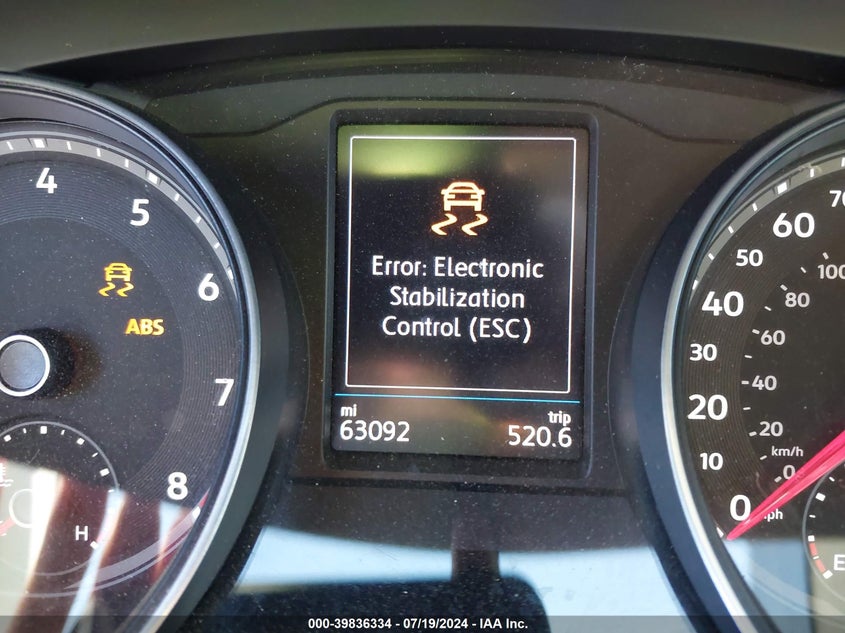 4
5
6
7
8
ABS
H
Error: Electronic
Stabilization
Control (ESC)
mi
63092
trip
520.6
70
60
50
100
40
80
60
30
40
20
20
km/h
10
0
0
mph
E
000-39836334 - 07/19/2024 - IAA Inc.